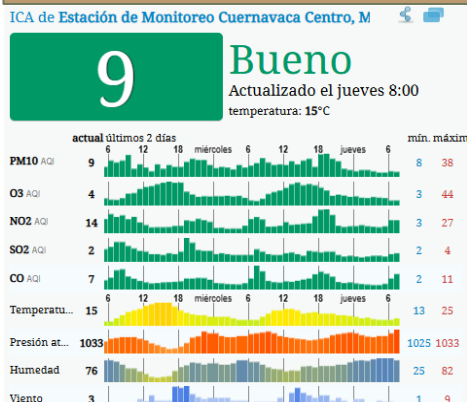 ICA de Estación de Monitoreo Cuernavaca Centro, M
9
Bueno
Actualizado el jueves 8:00
temperatura: 15°C
actual últimos 2 días mín. máxim
6 12 18 miércoles 6 12 18 jueves 6
PM10 AQI 9 8 38
O3 AQI 4 3 44
NO2 AQI 14 3 27
SO2 AQI 2 2 4
CO AQI 7 2 11
6 12 18 miércoles 6 12 18 jueves 6
Temperatu... 15 13 25
Presión at... 1033 1025 1033
Humedad 76 25 82
Viento 3 1 9